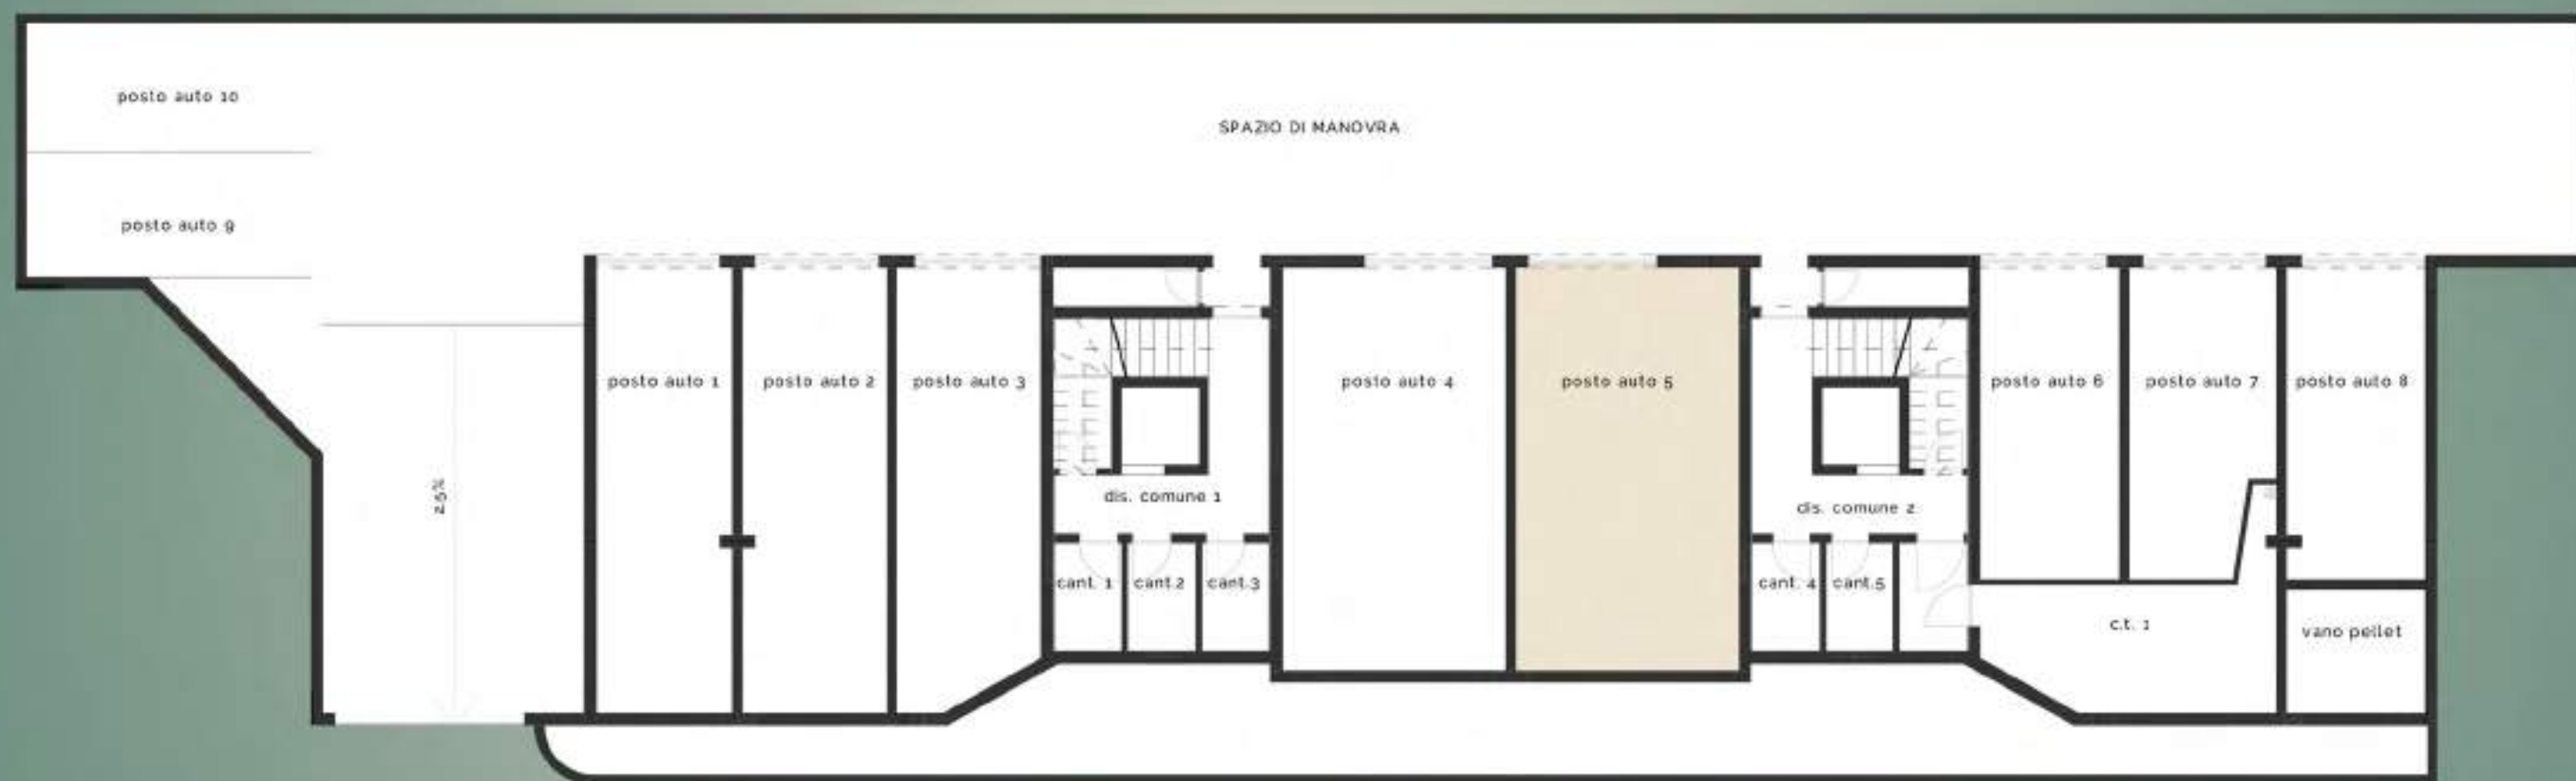 posto auto 10
SPAZIO DI MANOVRA
posto auto 9
posto auto 1
posto auto 2
posto auto 3
posto auto 4
posto auto 5
posto auto 6
posto auto 7
posto auto 8
2,5%
dis. comune 1
dis. comune 2
cant. 1
cant.2
cant.3
cant. 4
cant.5
c.t. 1
vano pellet